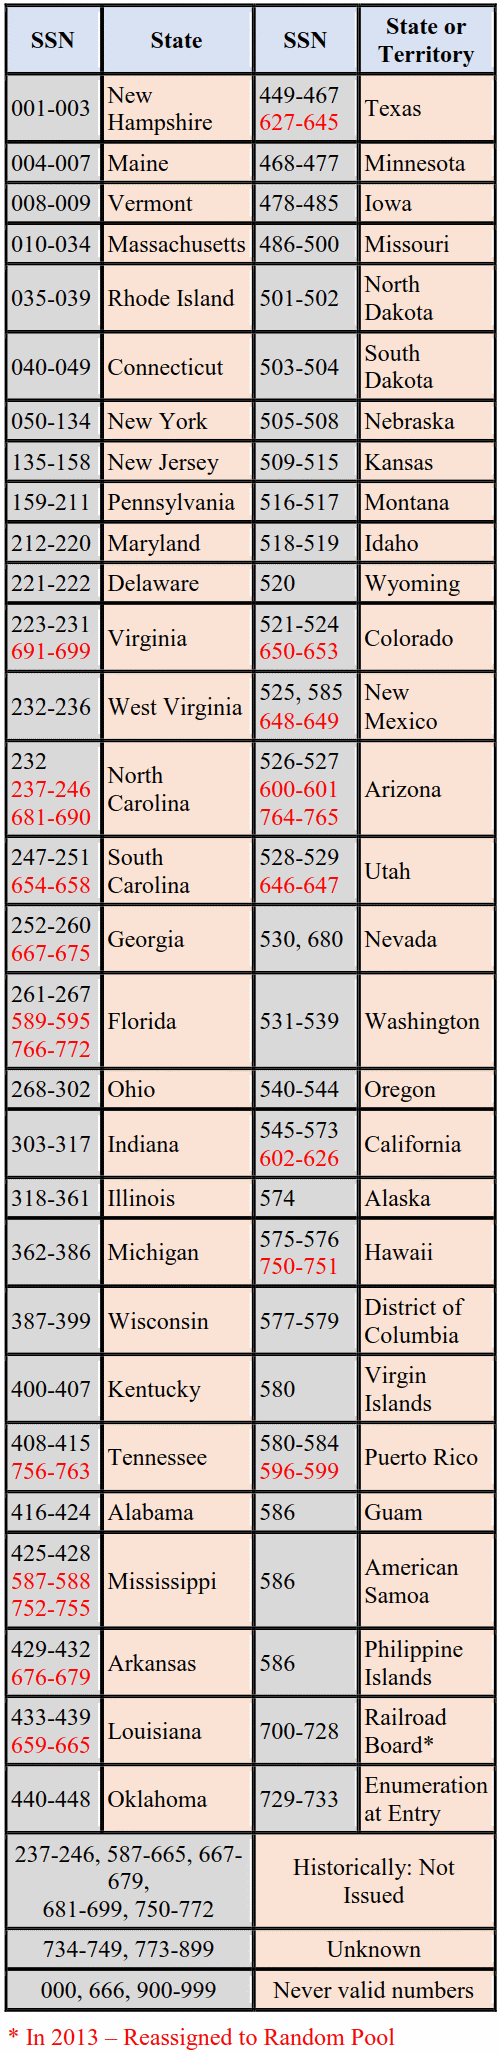 SSN State SSN State or
Territory
001-003 New
Hampshire 449-467
627-645 Texas
004-007 Maine 468-477 Minnesota
008-009 Vermont 478-485 Iowa
010-034 Massachusetts 486-500 Missouri
035-039 Rhode Island 501-502 North
Dakota
040-049 Connecticut 503-504 South
Dakota
050-134 New York 505-508 Nebraska
135-158 New Jersey 509-515 Kansas
159-211 Pennsylvania 516-517 Montana
212-220 Maryland 518-519 Idaho
221-222 Delaware 520 Wyoming
223-231
691-699 Virginia 521-524
650-653 Colorado
232-236 West Virginia 525, 585
648-649 New
Mexico
232
237-246
681-690 North
Carolina 526-527
600-601
764-765 Arizona
247-251
654-658 South
Carolina 528-529
646-647 Utah
252-260
667-675 Georgia 530, 680 Nevada
261-267
589-595
766-772 Florida 531-539 Washington
268-302 Ohio 540-544 Oregon
303-317 Indiana 545-573
602-626 California
318-361 Illinois 574 Alaska
362-386 Michigan 575-576
750-751 Hawaii
387-399 Wisconsin 577-579 District of
Columbia
400-407 Kentucky 580 Virgin
Islands
408-415
756-763 Tennessee 580-584
596-599 Puerto Rico
416-424 Alabama 586 Guam
425-428
587-588
752-755 Mississippi 586 American
Samoa
429-432
676-679 Arkansas 586 Philippine
Islands
433-439
659-665 Louisiana 700-728 Railroad
Board*
440-448 Oklahoma 729-733 Enumeration
at Entry
237-246, 587-665, 667-
679,
681-699, 750-772 Historically: Not
Issued
734-749, 773-899 Unknown
000, 666, 900-999 Never valid numbers
* In 2013 – Reassigned to Random Pool